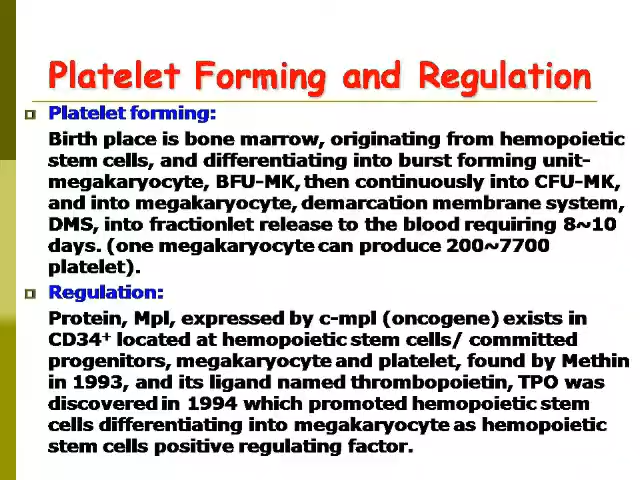 Platelet Forming and Regulation
Platelet forming:
Birth place is bone marrow, originating from hemopoietic
stem cells, and differentiating into burst forming unit-
megakaryocyte, BFU-MK, then continuously into CFU-MK,
and into megakaryocyte, demarcation membrane system,
DMS, into fractionlet release to the blood requiring 8~10
days. (one megakaryocyte can produce 200~7700
platelet).
Regulation:
Protein, Mpl, expressed by c-mpl (oncogene) exists in
CD34⁺ located at hemopoietic stem cells/ committed
progenitors, megakaryocyte and platelet, found by Methin
in 1993, and its ligand named thrombopoietin, TPO was
discovered in 1994 which promoted hemopoietic stem
cells differentiating into megakaryocyte as hemopoietic
stem cells positive regulating factor.